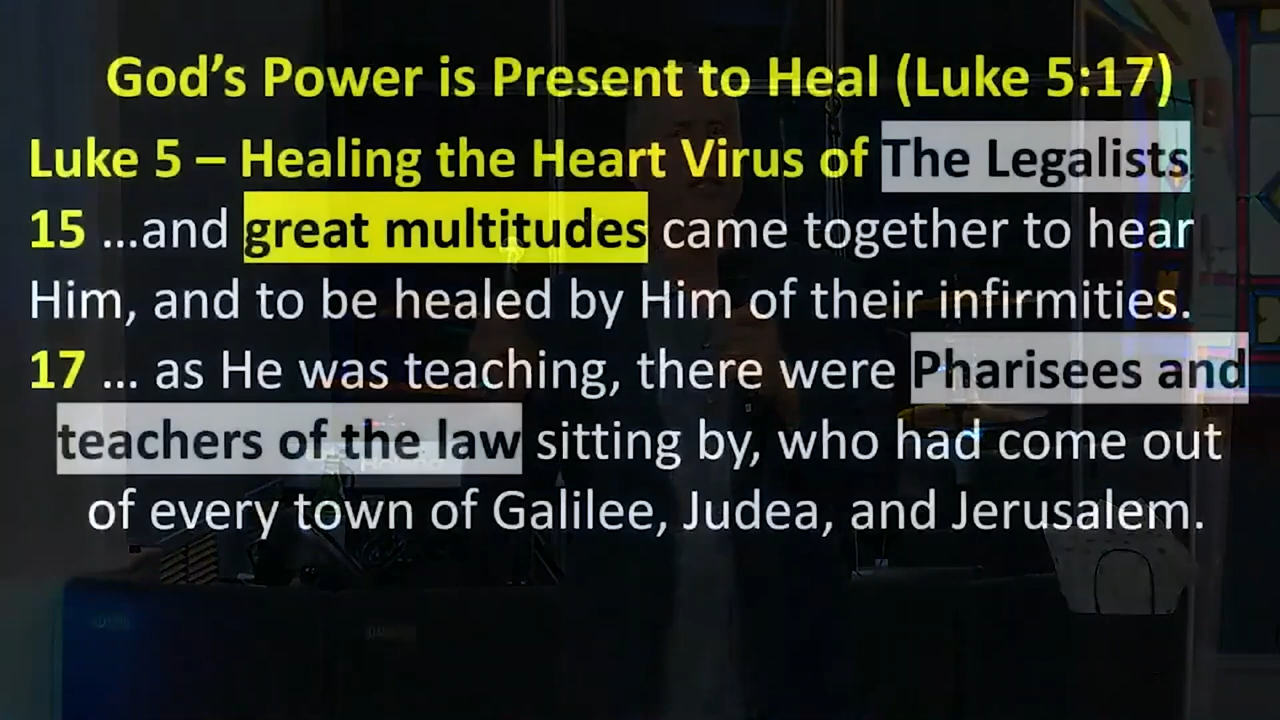 God’s Power is Present to Heal (Luke 5:17)
Luke 5 – Healing the Heart Virus of The Legalists
15 …and great multitudes came together to hear
Him, and to be healed by Him of their infirmities.
17 … as He was teaching, there were Pharisees and
teachers of the law sitting by, who had come out
of every town of Galilee, Judea, and Jerusalem.